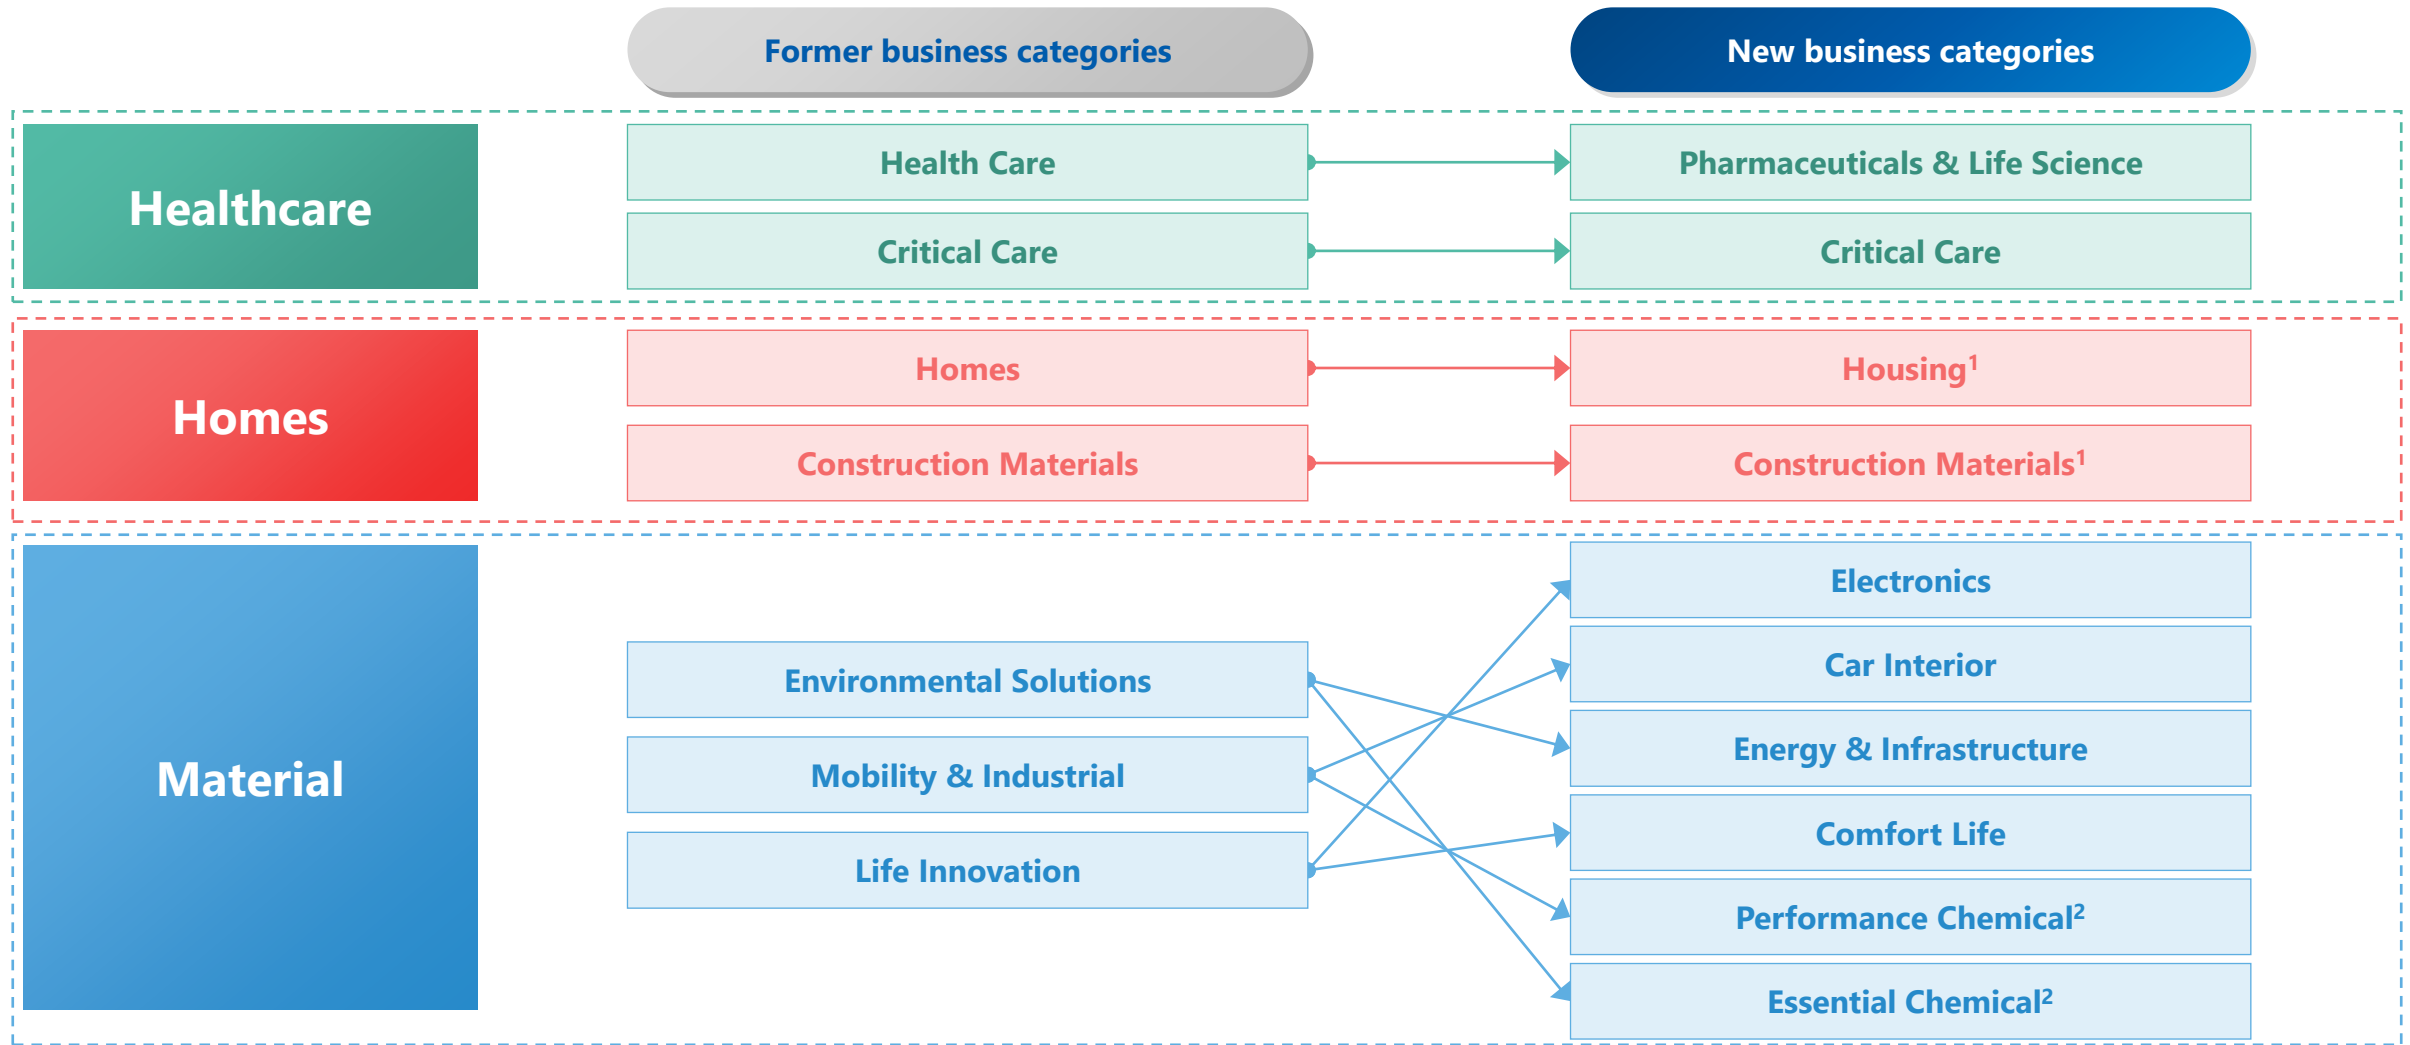 Former business categories
New business categories
Healthcare
Health Care
Pharmaceuticals & Life Science
Critical Care
Critical Care
Homes
Homes
Housing¹
Construction Materials
Construction Materials¹
Material
Environmental Solutions
Mobility & Industrial
Life Innovation
Electronics
Car Interior
Energy & Infrastructure
Comfort Life
Performance Chemical²
Essential Chemical²